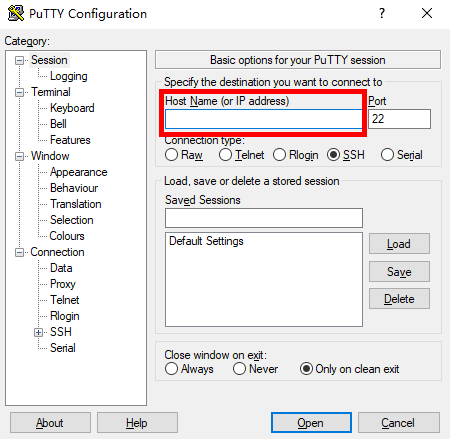 PuTTY Configuration
?
Category:
Session
Logging
Terminal
Keyboard
Bell
Features
Window
Appearance
Behaviour
Translation
Selection
Colours
Connection
Data
Proxy
Telnet
Rlogin
SSH
Serial
Basic options for your PuTTY session
Specify the destination you want to connect to
Host Name (or IP address) Port
22
Connection type:
Raw Telnet Rlogin SSH Serial
Load, save or delete a stored session
Saved Sessions
Default Settings
Load
Save
Delete
Close window on exit:
Always Never Only on clean exit
About Help Open Cancel